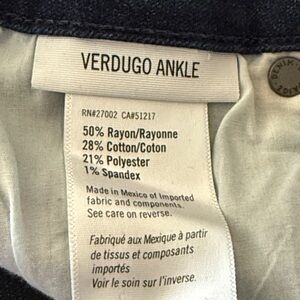 VERDUGO ANKLE
RN#27002 CA#51217
50% Rayon/Rayonne
28% Cotton/Coton
21% Polyester
1% Spandex
Made in Mexico of imported
fabric and components.
See care on reverse.
Fabriqué aux Mexique à partir
de tissus et composants
importés
Voir le soin sur l'inverse.
DENIM